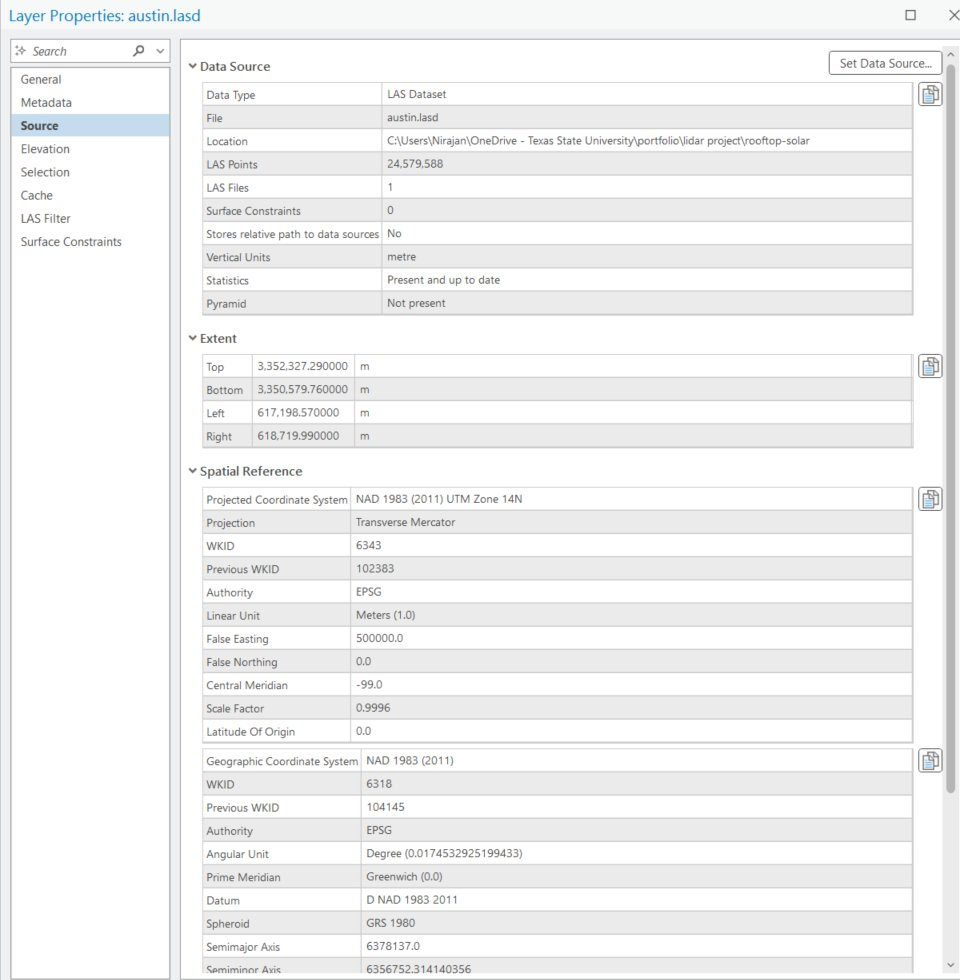 Layer Properties: austin.lasd
Search
General
Metadata
Source
Elevation
Selection
Cache
LAS Filter
Surface Constraints
Data Source
Set Data Source...
Data Type LAS Dataset
File austin.lasd
Location C:\Users\Nirajan\OneDrive - Texas State University\portfolio\lidar project\rooftop-solar
LAS Points 24,579,588
LAS Files 1
Surface Constraints 0
Stores relative path to data sources No
Vertical Units metre
Statistics Present and up to date
Pyramid Not present
Extent
Top 3,352,327.290000 m
Bottom 3,350,579.760000 m
Left 617,198.570000 m
Right 618,719.990000 m
Spatial Reference
Projected Coordinate System NAD 1983 (2011) UTM Zone 14N
Projection Transverse Mercator
WKID 6343
Previous WKID 102383
Authority EPSG
Linear Unit Meters (1.0)
False Easting 500000.0
False Northing 0.0
Central Meridian -99.0
Scale Factor 0.9996
Latitude Of Origin 0.0
Geographic Coordinate System NAD 1983 (2011)
WKID 6318
Previous WKID 104145
Authority EPSG
Angular Unit Degree (0.0174532925199433)
Prime Meridian Greenwich (0.0)
Datum D NAD 1983 2011
Spheroid GRS 1980
Semimajor Axis 6378137.0
Semiminor Axis 6356752.314140356